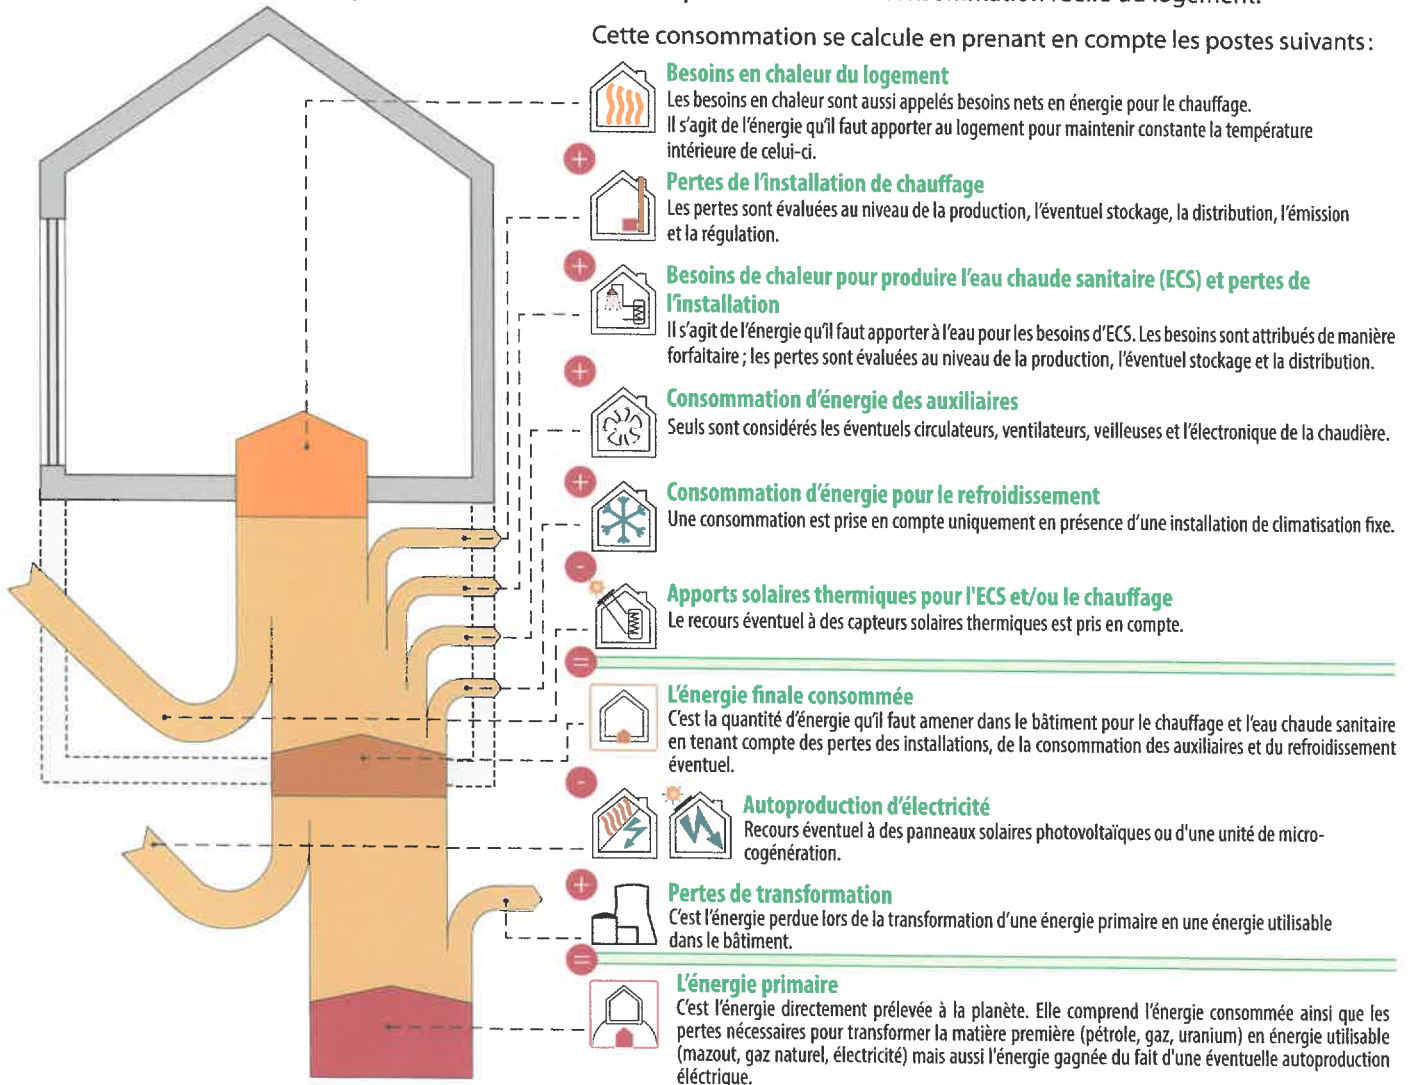 Cette consommation se calcule en prenant en compte les postes suivants :
Besoins en chaleur du logement
Les besoins en chaleur sont aussi appelés besoins nets en énergie pour le chauffage.
Il s'agit de l'énergie qu'il faut apporter au logement pour maintenir constante la température
intérieure de celui-ci.
+
Pertes de l'installation de chauffage
Les pertes sont évaluées au niveau de la production, l'éventuel stockage, la distribution, l'émission
et la régulation.
+
Besoins de chaleur pour produire l'eau chaude sanitaire (ECS) et pertes de
l'installation
Il s'agit de l'énergie qu'il faut apporter à l'eau pour les besoins d'ECS. Les besoins sont attribués de manière
forfaitaire ; les pertes sont évaluées au niveau de la production, l'éventuel stockage et la distribution.
+
Consommation d'énergie des auxiliaires
Seuls sont considérés les éventuels circulateurs, ventilateurs, veilleuses et l'électronique de la chaudière.
+
Consommation d'énergie pour le refroidissement
Une consommation est prise en compte uniquement en présence d'une installation de climatisation fixe.
-
Apports solaires thermiques pour l'ECS et/ou le chauffage
Le recours éventuel à des capteurs solaires thermiques est pris en compte.
=
L'énergie finale consommée
C'est la quantité d'énergie qu'il faut amener dans le bâtiment pour le chauffage et l'eau chaude sanitaire
en tenant compte des pertes des installations, de la consommation des auxiliaires et du refroidissement
éventuel.
-
Autoproduction d'électricité
Recours éventuel à des panneaux solaires photovoltaïques ou d'une unité de micro-
cogénération.
+
Pertes de transformation
C'est l'énergie perdue lors de la transformation d'une énergie primaire en une énergie utilisable
dans le bâtiment.
=
L'énergie primaire
C'est l'énergie directement prélevée à la planète. Elle comprend l'énergie consommée ainsi que les
pertes nécessaires pour transformer la matière première (pétrole, gaz, uranium) en énergie utilisable
(mazout, gaz naturel, électricité) mais aussi l'énergie gagnée du fait d'une éventuelle autoproduction
éléctrique.